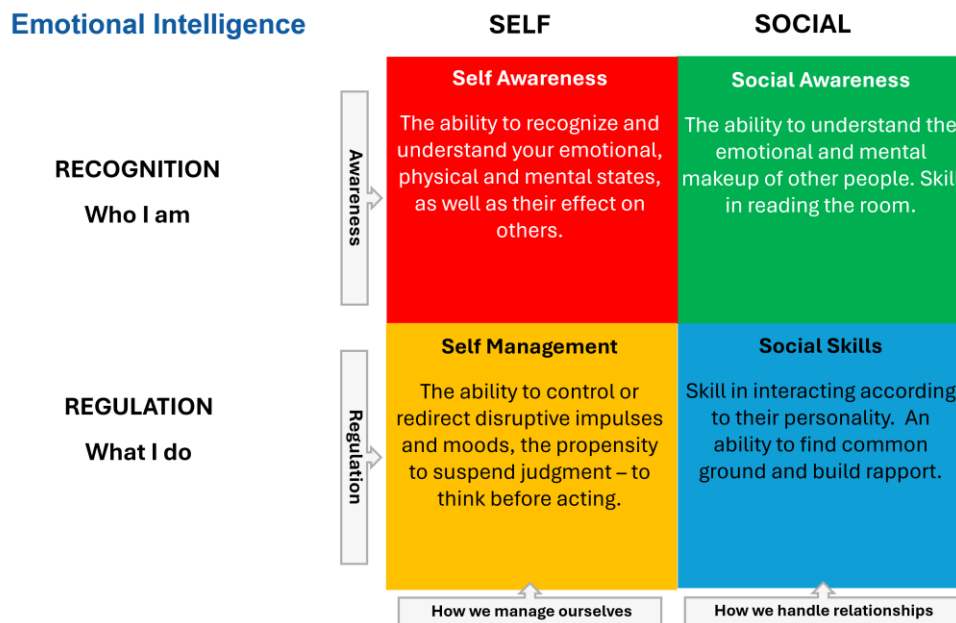 Emotional Intelligence
SELF
SOCIAL
RECOGNITION
Who I am
Awareness
Self Awareness
The ability to recognize and
understand your emotional,
physical and mental states,
as well as their effect on
others.
Social Awareness
The ability to understand the
emotional and mental
makeup of other people. Skill
in reading the room.
REGULATION
What I do
Regulation
Self Management
The ability to control or
redirect disruptive impulses
and moods, the propensity
to suspend judgment – to
think before acting.
Social Skills
Skill in interacting according
to their personality.  An
ability to find common
ground and build rapport.
How we manage ourselves
How we handle relationships